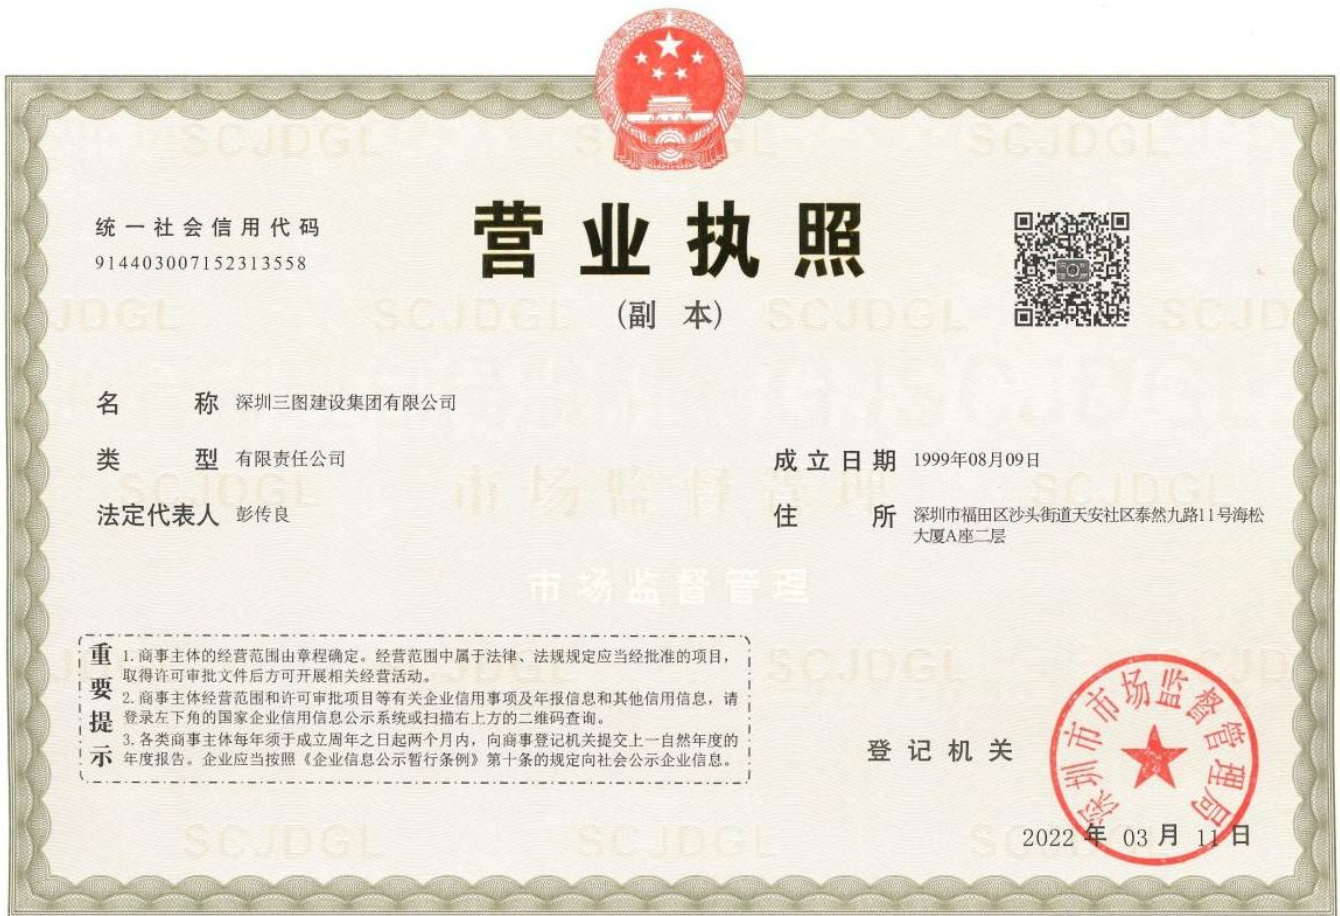 统一社会信用代码
914403007152313558
营业执照
(副 本)
名 称 深圳三图建设集团有限公司
类 型 有限责任公司
法定代表人 彭传良
成立日期 1999年08月09日
住 所 深圳市福田区沙头街道天安社区泰然九路11号海松
大厦A座二层
重要提示
1. 商事主体的经营范围由章程确定。经营范围中属于法律、法规规定应当经批准的项目，
取得许可审批文件后方可开展相关经营活动。
2. 商事主体经营范围和许可审批项目等有关企业信用事项及年报信息和其他信用信息，请
登录左下角的国家企业信用信息公示系统或扫描右上方的二维码查询。
3. 各类商事主体每年须于成立周年之日起两个月内，向商事登记机关提交上一自然年度的
年度报告。企业应当按照《企业信息公示暂行条例》第十条的规定向社会公示企业信息。
登记机关
深圳市市场监督管理局
2022年03月11日
SCJDGL
市场监督管理